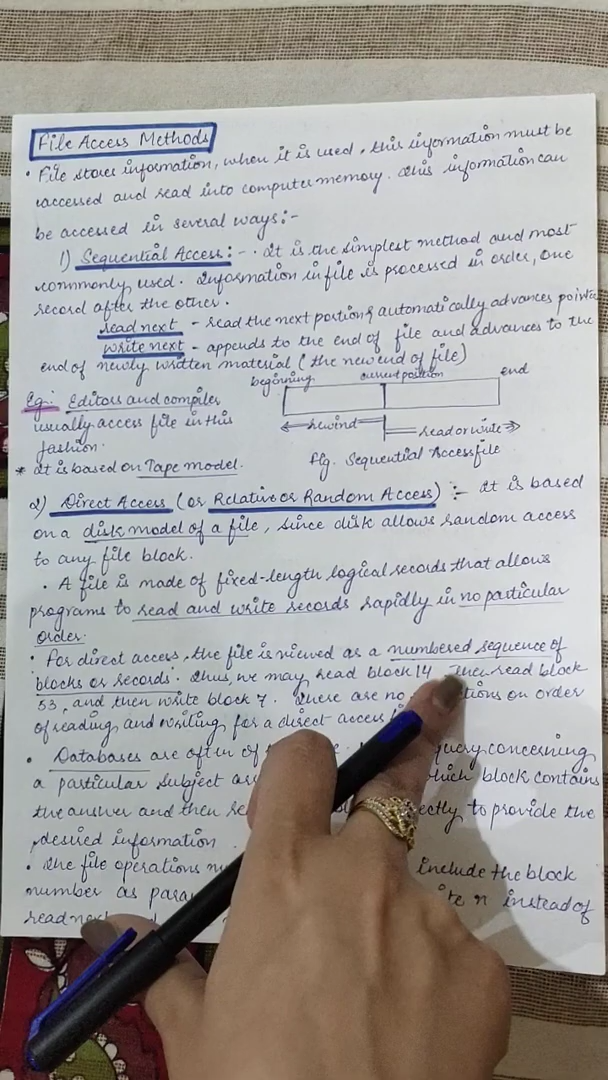 File Access Methods
• File stores information, when it is used, this information must be
accessed and read into computer memory. This information can
be accessed in several ways:-
1) Sequential Access:- · It is the simplest method and most
commonly used. Information in file is processed in order, one
record after the other.
read next - read the next portion & automatically advances pointer
write next - appends to the end of file and advances to the
end of newly written material (the new end of file)
beginning current position end
Eg:- Editors and compiler
usually access file in this
fashion.
rewind read or write
fig. Sequential Access file
* It is based on Tape model.
2) Direct Access (or Relative or Random Access) :- It is based
on a disk model of a file, since disk allows random access
to any file block.
• A file is made of fixed-length logical records that allows
programs to read and write records rapidly in no particular
order.
• For direct access, the file is viewed as a numbered sequence of
blocks or records. Thus, we may read block 14, then read block
53, and then write block 7. There are no tions on order
of reading and writing for a direct access
• Databases are often of query concerning
a particular subject which block contains
the answer and then ectly to provide the
desired information.
• The file operations include the block
number as n instead of
read next